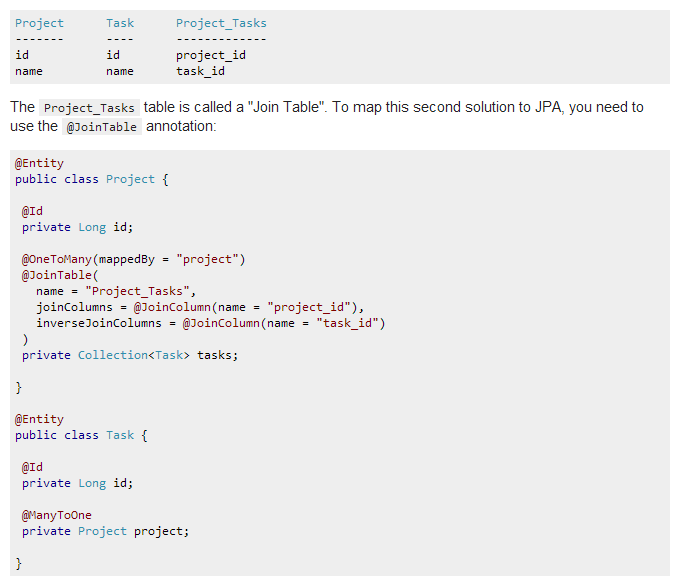 Project      Task      Project_Tasks
-------      ----      -------------
id           id        project_id
name         name      task_id
The Project_Tasks table is called a "Join Table". To map this second solution to JPA, you need to
use the @JoinTable annotation:
@Entity
public class Project {
 @Id
 private Long id;
 @OneToMany(mappedBy = "project")
 @JoinTable(
   name = "Project_Tasks",
   joinColumns = @JoinColumn(name = "project_id"),
   inverseJoinColumns = @JoinColumn(name = "task_id")
 )
 private Collection<Task> tasks;
}
@Entity
public class Task {
 @Id
 private Long id;
 @ManyToOne
 private Project project;
}